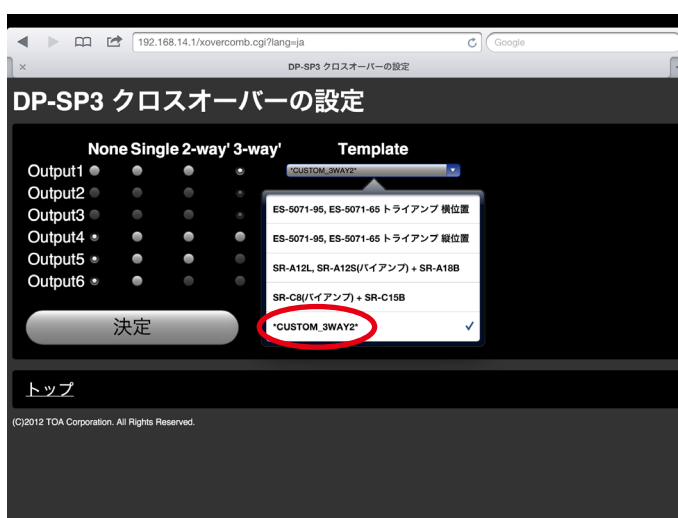 192.168.14.1/xovercomb.cgi?lang=ja
Google
DP-SP3 クロスオーバーの設定
DP-SP3 クロスオーバーの設定
None Single 2-way' 3-way' Template
Output1 *CUSTOM_3WAY2*
Output2
Output3
Output4
Output5
Output6
ES-5071-95, ES-5071-65 トライアンプ 横位置
ES-5071-95, ES-5071-65 トライアンプ 縦位置
SR-A12L, SR-A12S(バイアンプ) + SR-A18B
SR-C8(バイアンプ) + SR-C15B
*CUSTOM_3WAY2*
決定
トップ
(C)2012 TOA Corporation. All Rights Reserved.